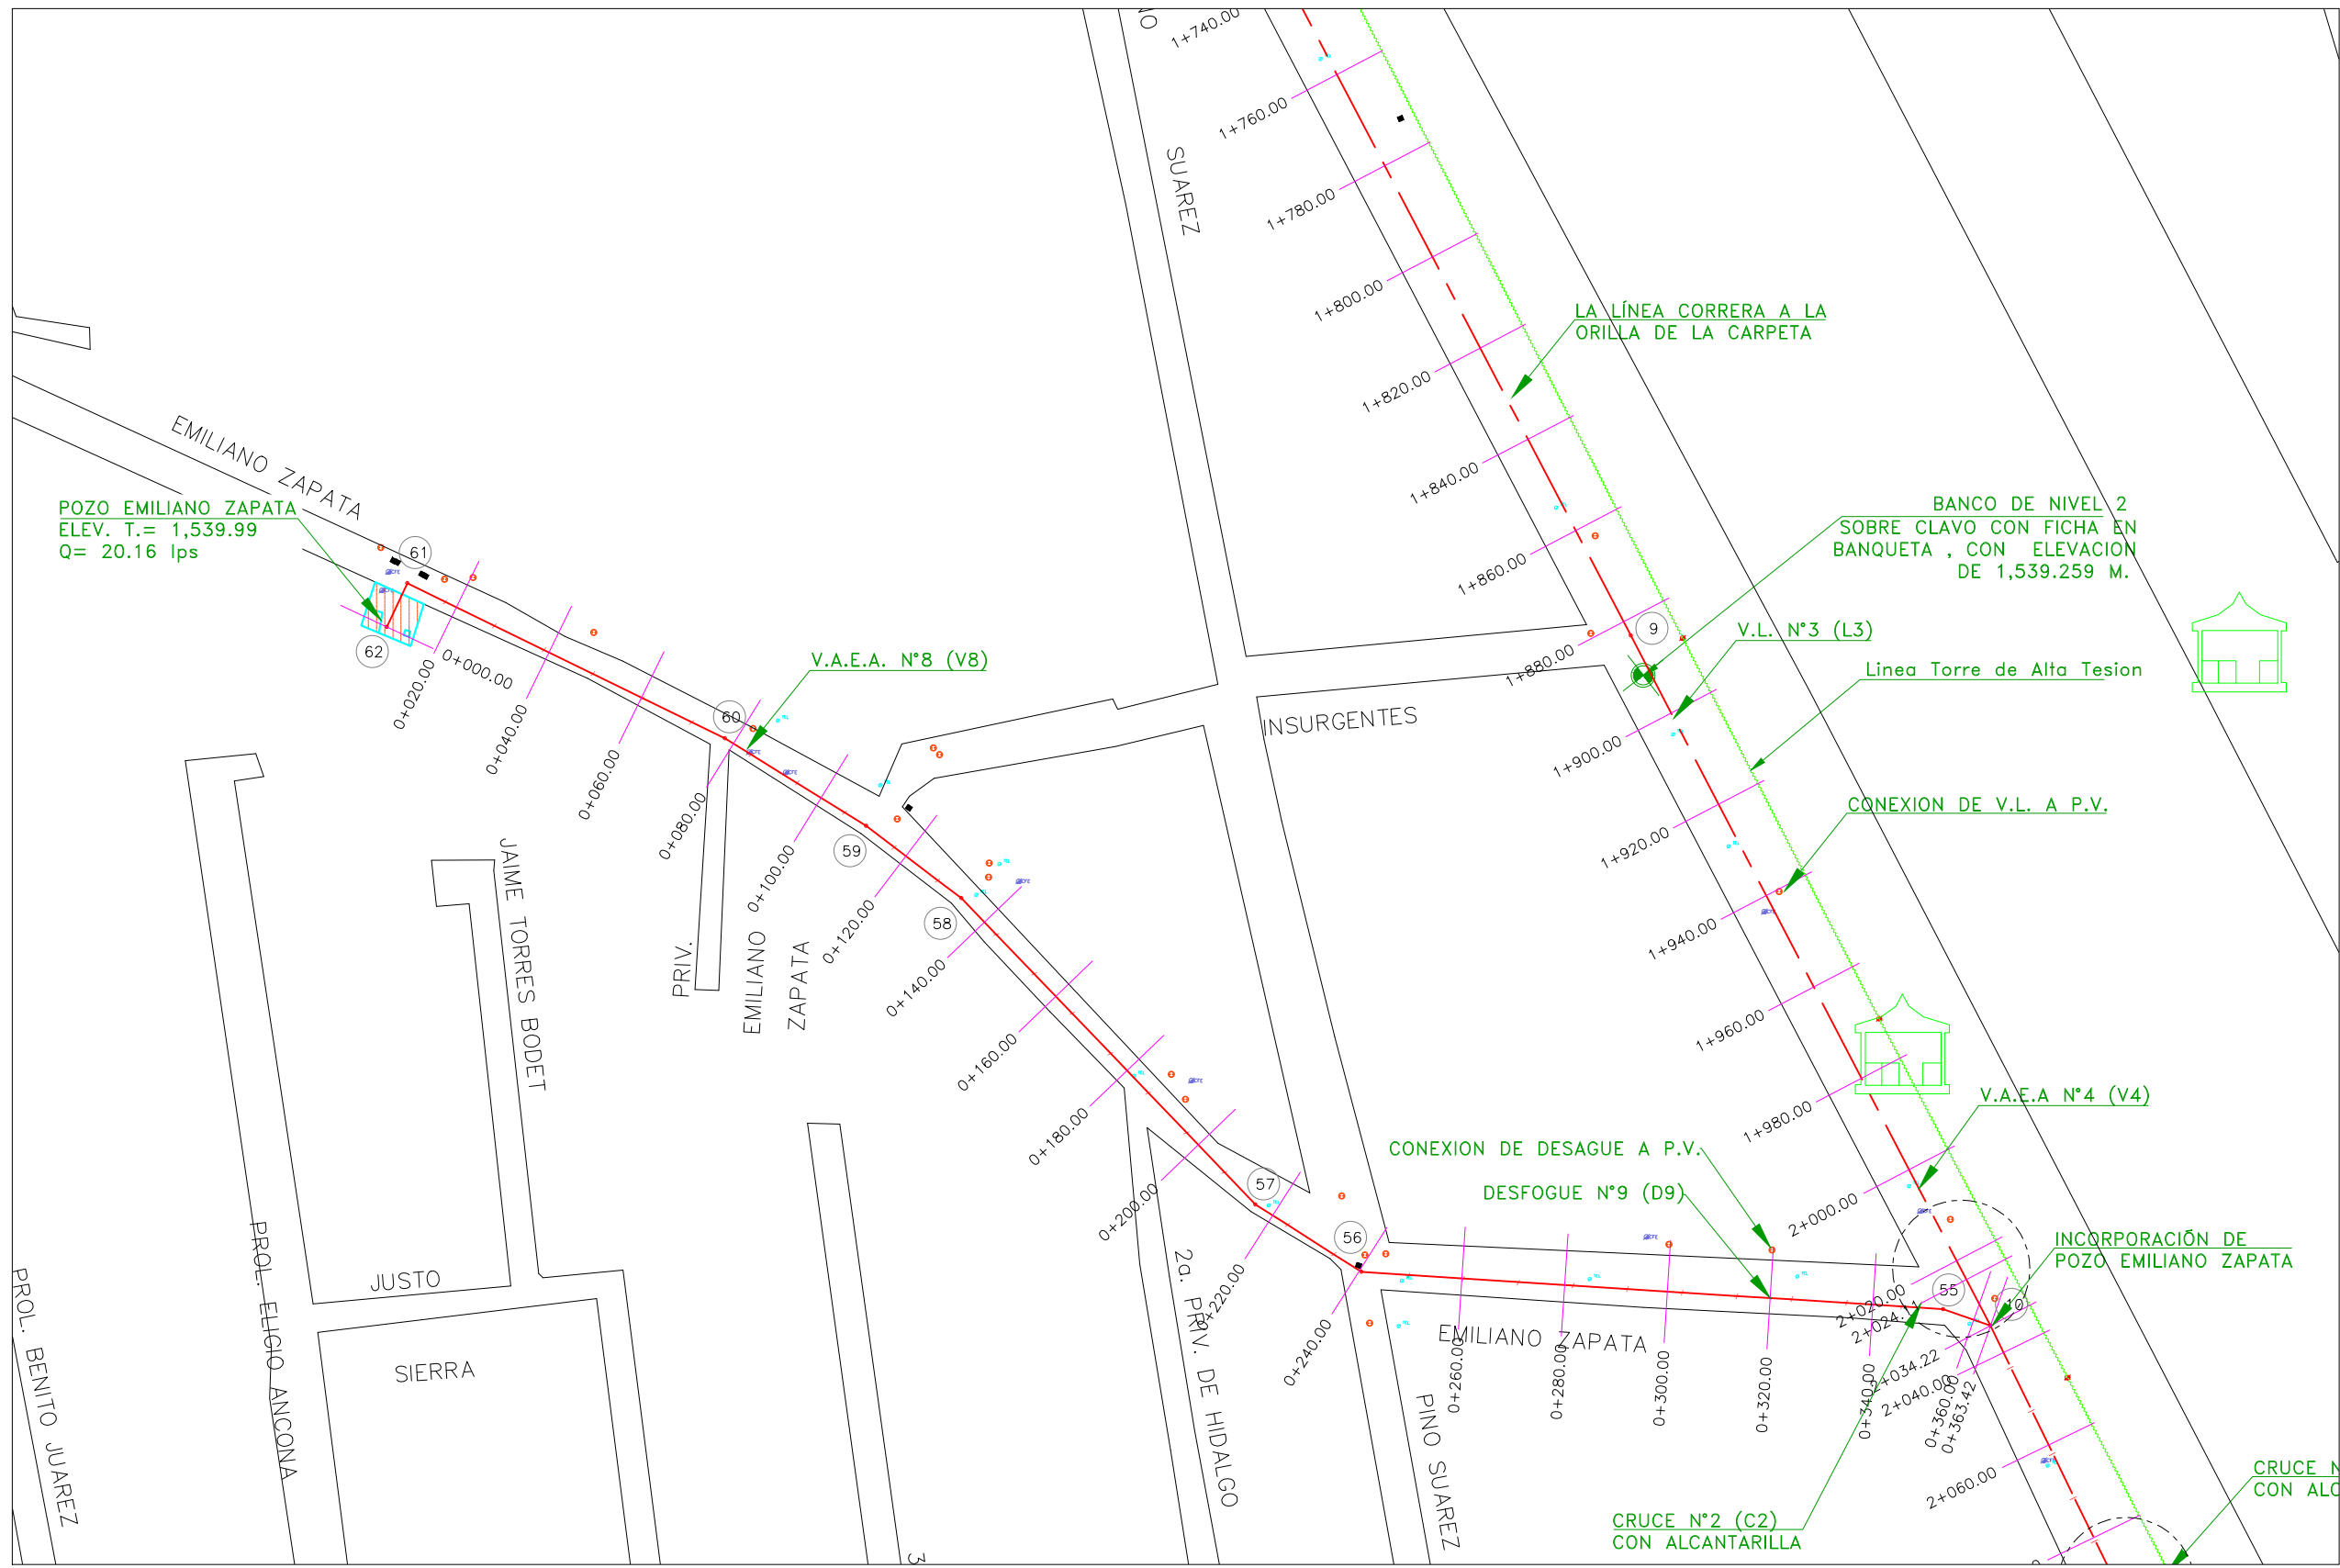 1+740.00
1+760.00
1+780.00
1+800.00
1+820.00
1+840.00
1+860.00
1+880.00
1+900.00
1+920.00
1+940.00
1+960.00
1+980.00
2+000.00
2+020.00
2+034.22
2+040.00
2+060.00
SUAREZ
LA LÍNEA CORRERA A LA
ORILLA DE LA CARPETA
EMILIANO ZAPATA
POZO EMILIANO ZAPATA
ELEV. T.= 1,539.99
Q= 20.16 lps
61
62
BANCO DE NIVEL 2
SOBRE CLAVO CON FICHA EN
BANQUETA , CON ELEVACION
DE 1,539.259 M.
9
V.L. N°3 (L3)
Linea Torre de Alta Tesion
V.A.E.A. N°8 (V8)
60
INSURGENTES
CONEXION DE V.L. A P.V.
59
58
0+000.00
0+020.00
0+040.00
0+060.00
0+080.00
0+100.00
0+120.00
0+140.00
0+160.00
0+180.00
0+200.00
0+220.00
0+240.00
0+260.00
0+280.00
0+300.00
0+320.00
0+340.00
0+360.00
0+363.42
JAIME TORRES BODET
PRIV.
EMILIANO
ZAPATA
V.A.E.A N°4 (V4)
CONEXION DE DESAGUE A P.V.
DESFOGUE N°9 (D9)
57
56
55
10
INCORPORACIÕN DE
POZO EMILIANO ZAPATA
EMILIANO ZAPATA
JUSTO
SIERRA
PROL. ELIGIO ANCONA
PROL. BENITO JUAREZ
2a. PRIV. DE HIDALGO
PINO SUAREZ
CRUCE N°2 (C2)
CON ALCANTARILLA
CRUCE N
CON ALC
3